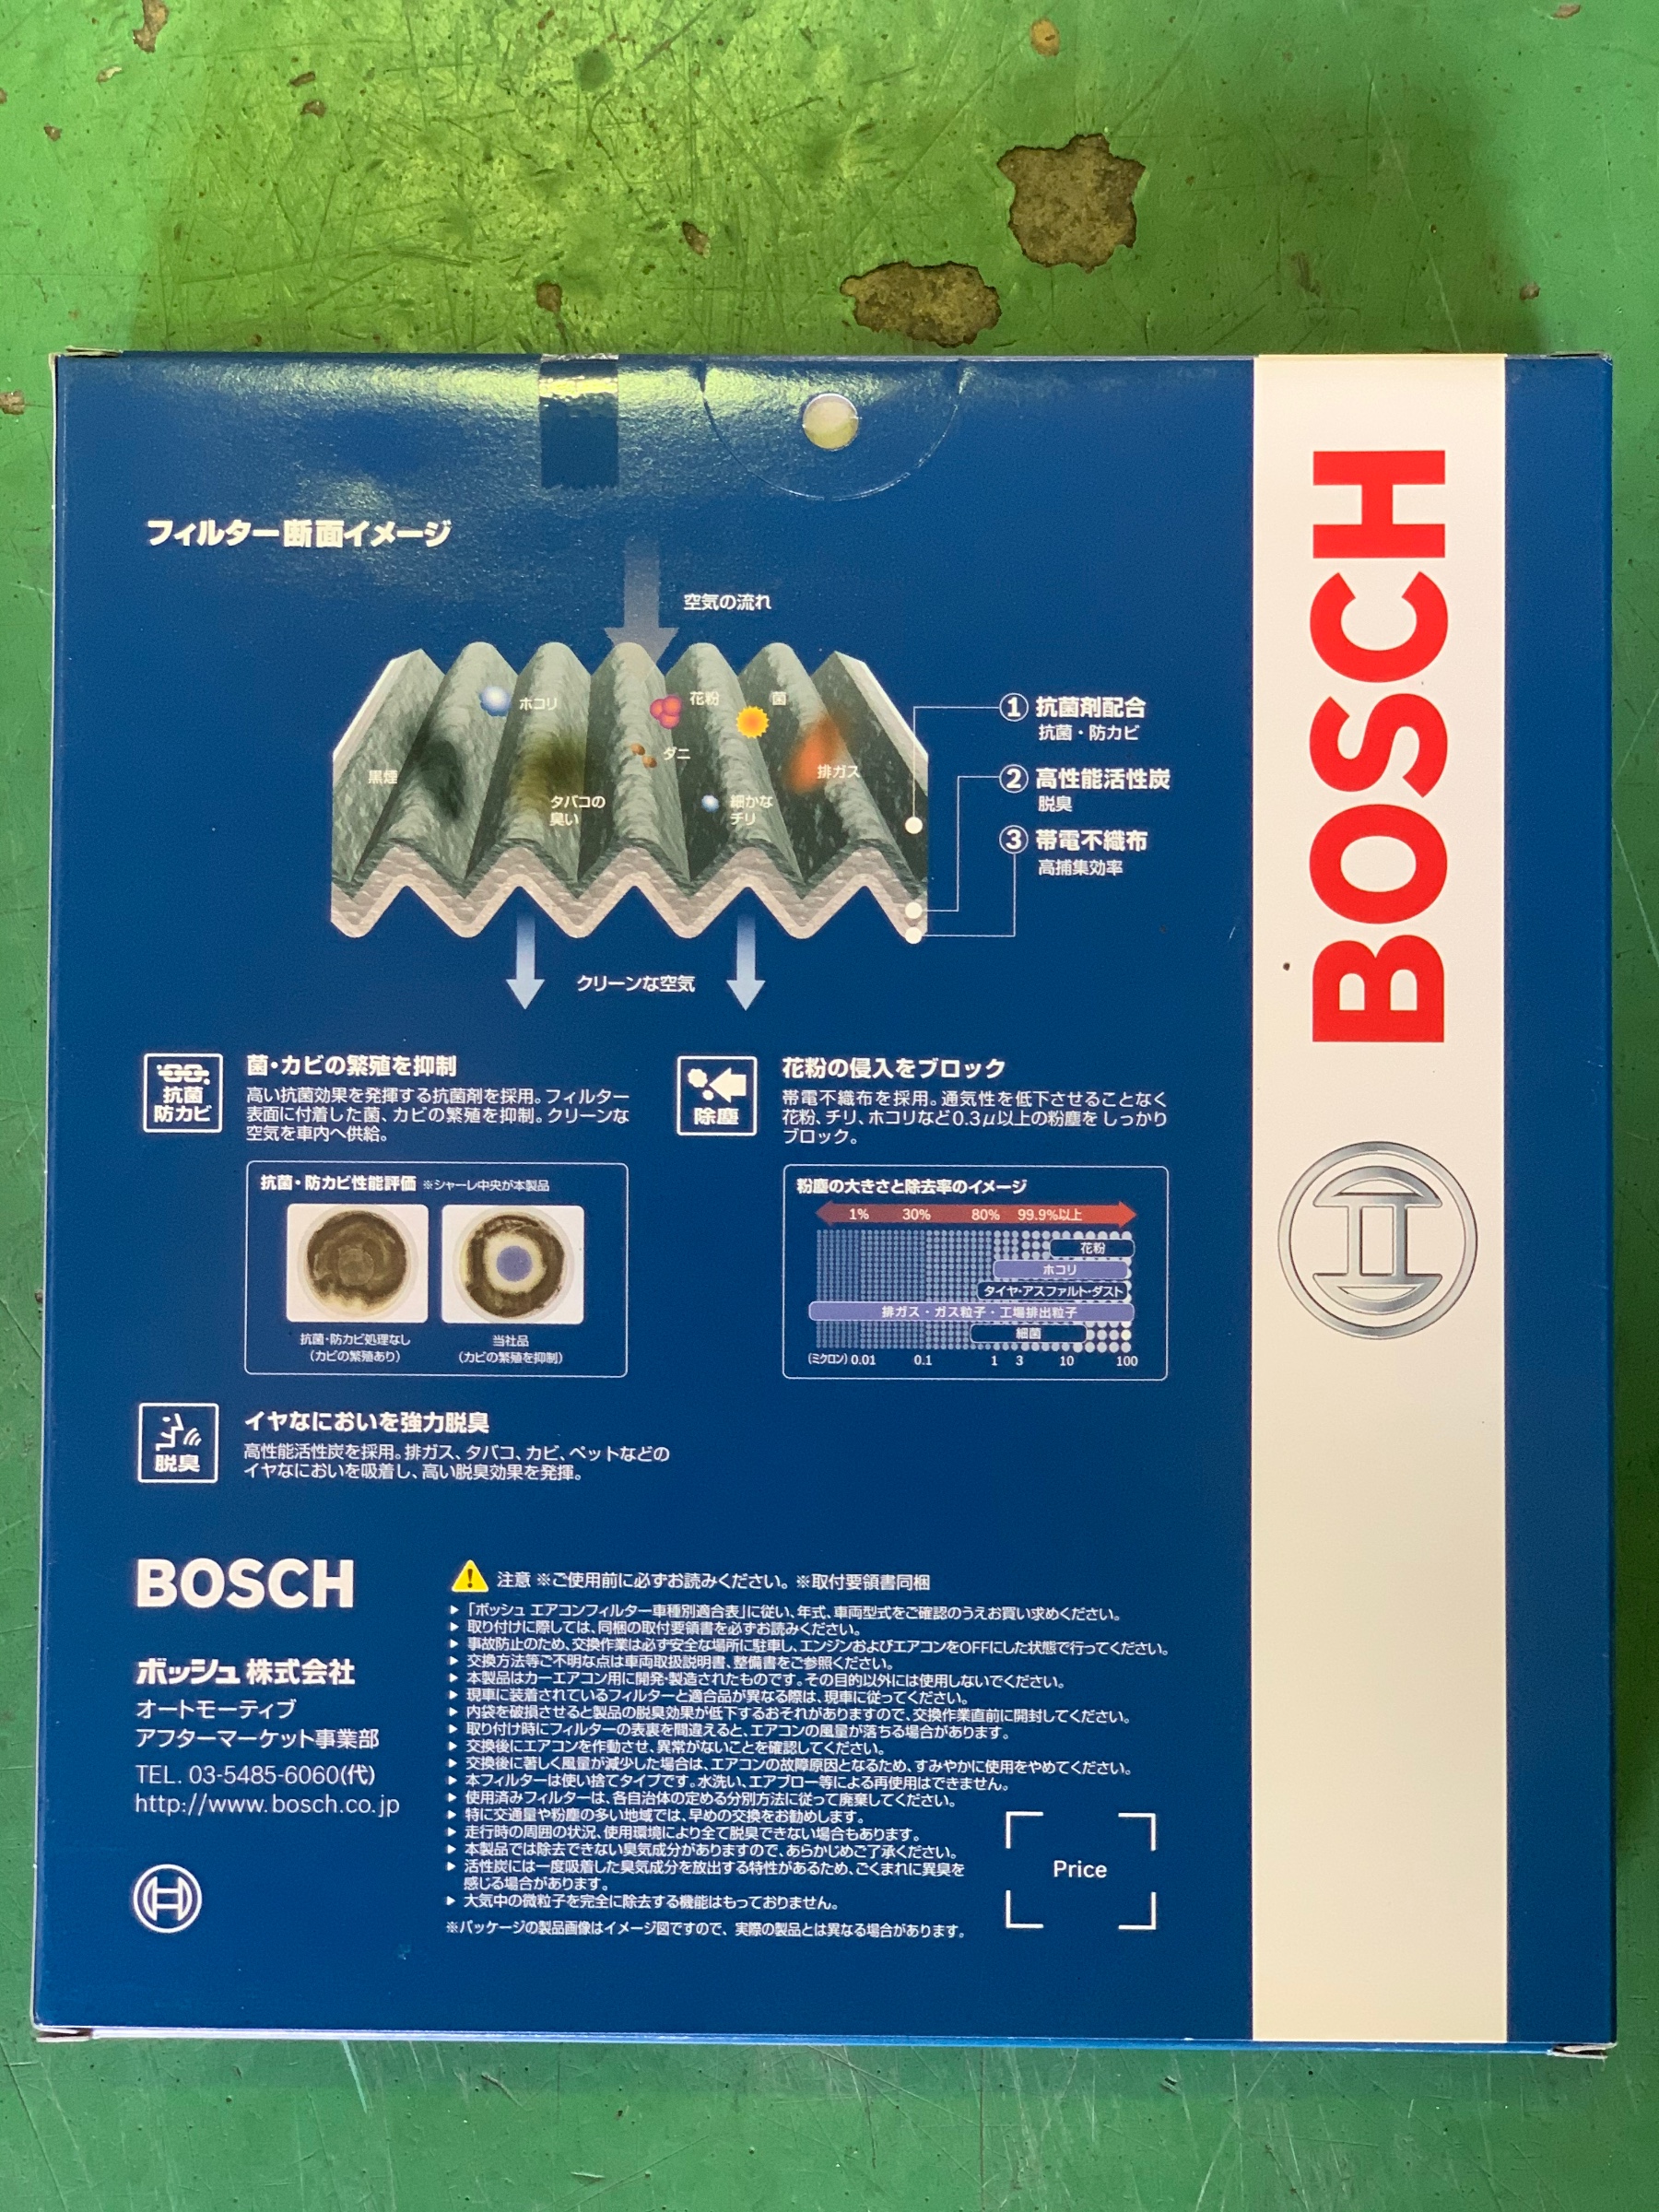 フィルター断面イメージ
空気の流れ
ホコリ
花粉
菌
ダニ
黒煙
排ガス
タバコの
臭い
細かな
チリ
① 抗菌剤配合
抗菌・防カビ
② 高性能活性炭
脱臭
③ 帯電不織布
高捕集効率
クリーンな空気
BOSCH
抗菌
防カビ
菌・カビの繁殖を抑制
高い抗菌効果を発揮する抗菌剤を採用。フィルター
表面に付着した菌、カビの繁殖を抑制。クリーンな
空気を車内へ供給。
抗菌・防カビ性能評価 ※シャーレ中央が本製品
抗菌・防カビ処理なし
(カビの繁殖あり)
当社品
(カビの繁殖を抑制)
除塵
花粉の侵入をブロック
帯電不織布を採用。通気性を低下させることなく
花粉、チリ、ホコリなど0.3μ以上の粉塵を しっかり
ブロック。
粉塵の大きさと除去率のイメージ
1% 30% 80% 99.9%以上
花粉
ホコリ
タイヤ・アスファルト・ダスト
排ガス・ガス粒子・工場排出粒子
細菌
(ミクロン) 0.01 0.1 1 3 10 100
脱臭
イヤなにおいを強力脱臭
高性能活性炭を採用。排ガス、タバコ、カビ、ペットなどの
イヤなにおいを吸着し、高い脱臭効果を発揮。
BOSCH
ボッシュ株式会社
オートモーティブ
アフターマーケット事業部
TEL. 03-5485-6060(代)
http://www.bosch.co.jp
注意 ※ご使用前に必ずお読みください。 ※取付要領書同梱
▶「ボッシュ エアコンフィルター車種別適合表」に従い、年式、車両型式をご確認のうえお買い求めください。
▶ 取り付けに際しては、同梱の取付要領書を必ずお読みください。
▶ 事故防止のため、交換作業は必ず安全な場所に駐車し、エンジンおよびエアコンをOFFにした状態で行ってください。
▶ 交換方法等ご不明な点は車両取扱説明書、整備書をご参照ください。
▶ 本製品はカーエアコン用に開発・製造されたものです。その目的以外には使用しないでください。
▶ 現車に装着されているフィルターと適合品が異なる際は、現車に従ってください。
▶ 内袋を破損させると製品の脱臭効果が低下するおそれがありますので、交換作業直前に開封してください。
▶ 取り付け時にフィルターの表裏を間違えると、エアコンの風量が落ちる場合があります。
▶ 交換後にエアコンを作動させ、異常がないことを確認してください。
▶ 交換後に著しく風量が減少した場合は、エアコンの故障原因となるため、すみやかに使用をやめてください。
▶ 本フィルターは使い捨てタイプです。水洗い、エアブロー等による再使用はできません。
▶ 使用済みフィルターは、各自治体の定める分別方法に従って廃棄してください。
▶ 特に交通量や粉塵の多い地域では、早めの交換をお勧めします。
▶ 走行時の周囲の状況、使用環境により全て脱臭できない場合もあります。
▶ 本製品では除去できない臭気成分がありますので、あらかじめご了承ください。
▶ 活性炭には一度吸着した臭気成分を放出する特性があるため、ごくまれに異臭を
感じる場合があります。
▶ 大気中の微粒子を完全に除去する機能はもっておりません。
※パッケージの製品画像はイメージ図ですので、実際の製品とは異なる場合があります。
Price